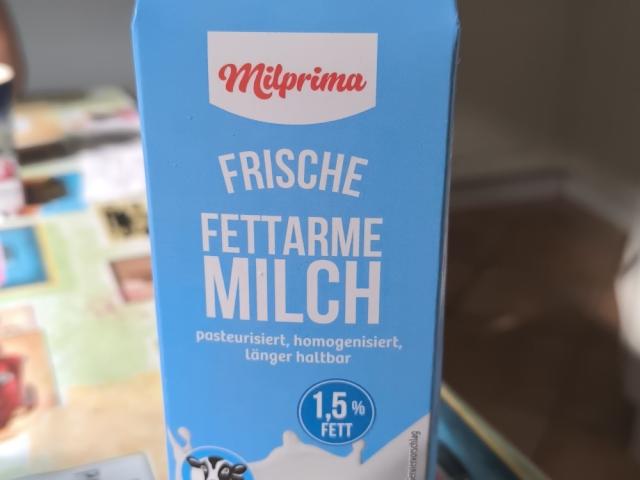 Milprima
FRISCHE
FETTARME
MILCH
pasteurisiert, homogenisiert,
länger haltbar
1,5 %
FETT